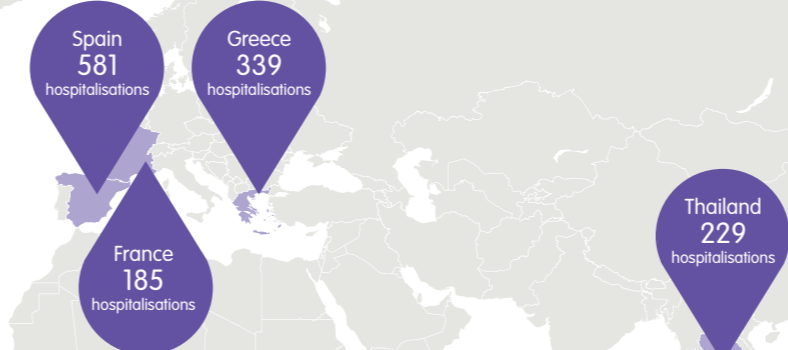 Spain
581
hospitalisations
Greece
339
hospitalisations
Thailand
229
hospitalisations
France
185
hospitalisations